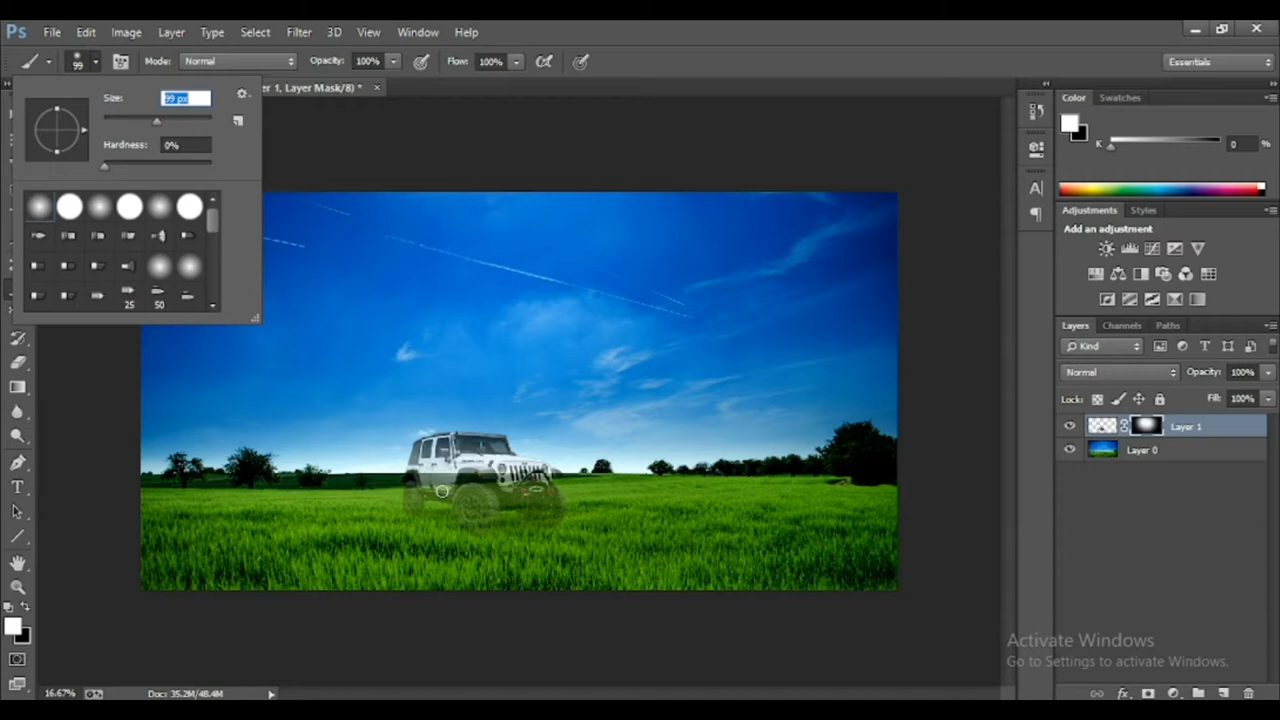 Ps File Edit Image Layer Type Select Filter 3D View Window Help
99 Mode: Normal Opacity: 100% Flow: 100% Essentials
er 1, Layer Mask/8) *
Size: 99 px
Hardness: 0%
25 50
Color Swatches
K 0 %
Adjustments Styles
Add an adjustment
Layers Channels Paths
Kind
Normal Opacity: 100%
Lock: Fill: 100%
Layer 1
Layer 0
Activate Windows
Go to Settings to activate Windows.
16.67% Doc: 35.2M/48.4M